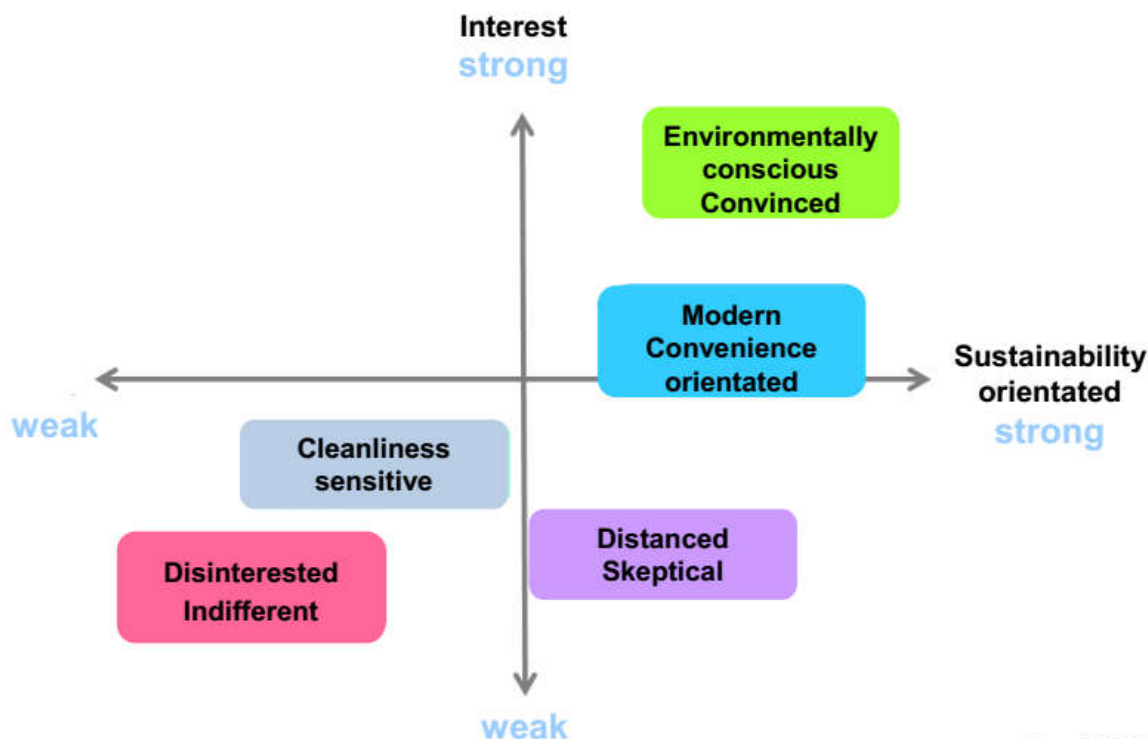 Interest
strong
Environmentally
conscious
Convinced
Modern
Convenience
orientated
Sustainability
orientated
strong
weak
Cleanliness
sensitive
Distanced
Skeptical
Disinterested
Indifferent
weak